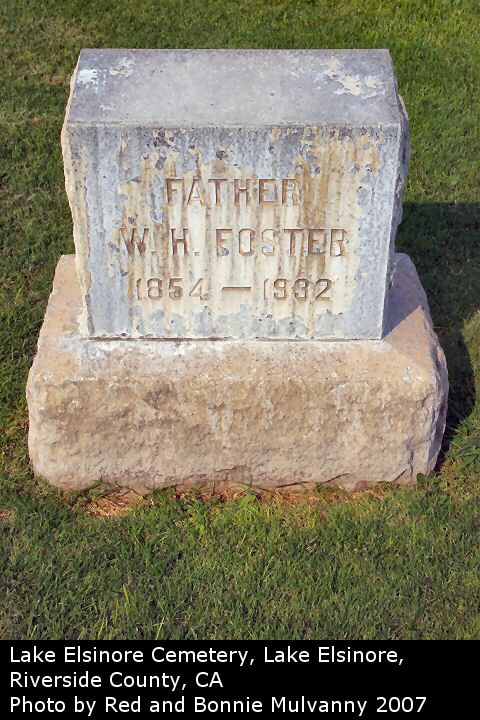 FATHER
W. H. FOSTER
1854 — 1932
Lake Elsinore Cemetery, Lake Elsinore,
Riverside County, CA
Photo by Red and Bonnie Mulvanny 2007